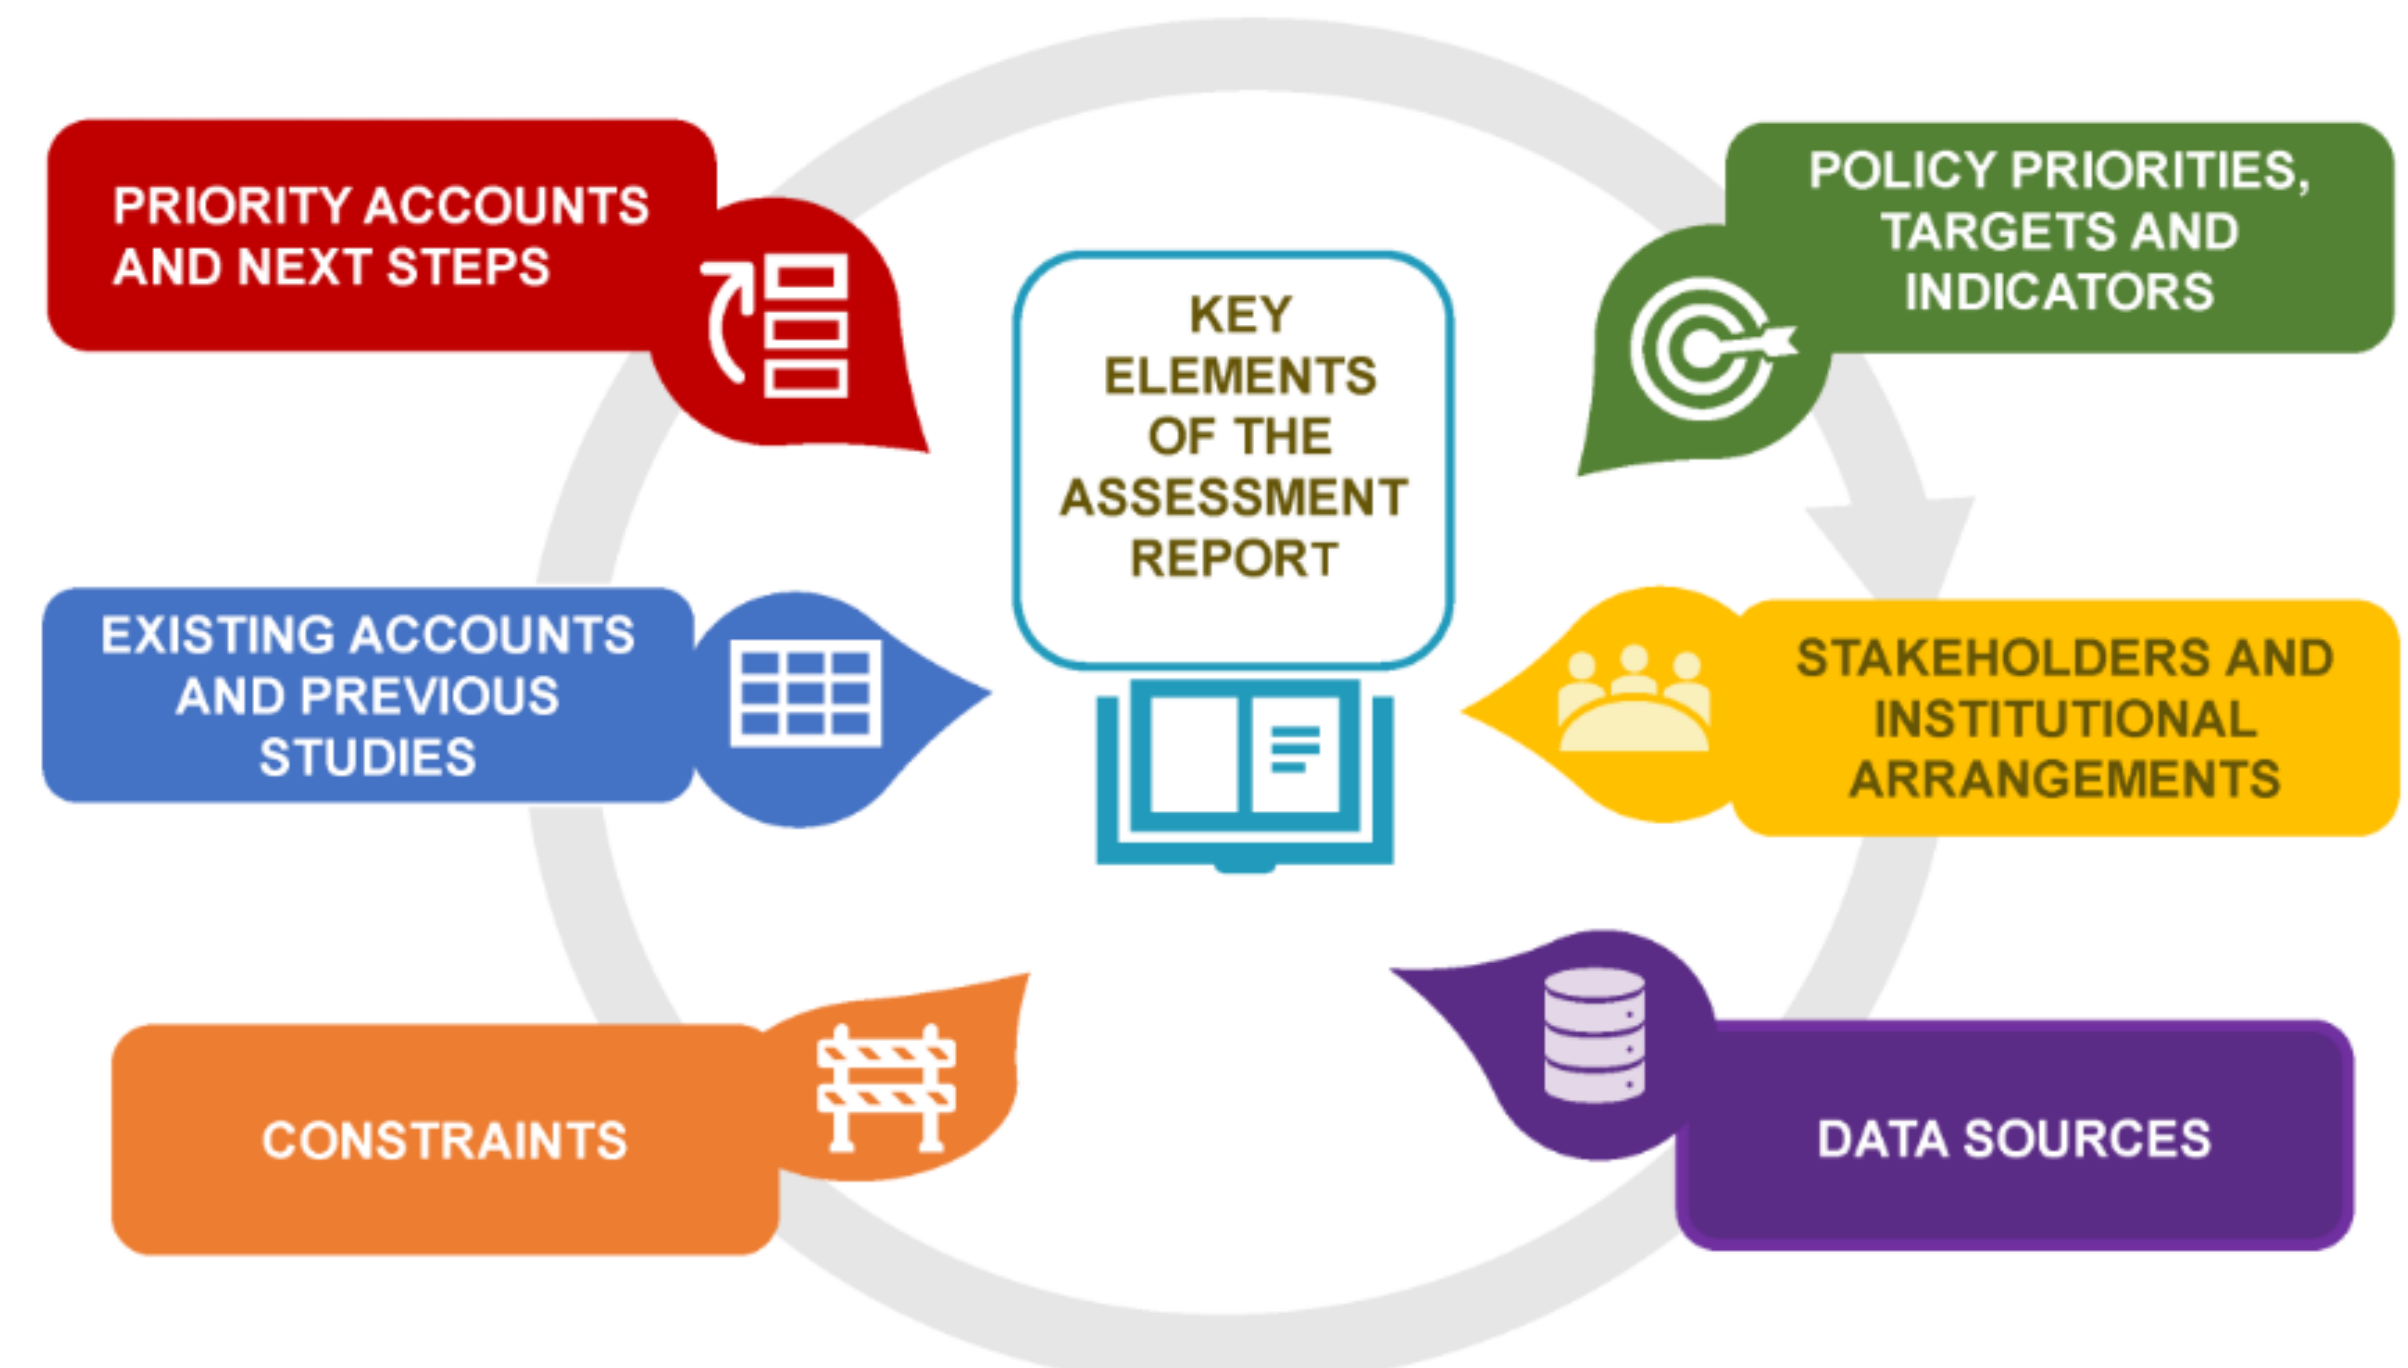 PRIORITY ACCOUNTS
AND NEXT STEPS
POLICY PRIORITIES,
TARGETS AND
INDICATORS
KEY
ELEMENTS
OF THE
ASSESSMENT
REPORT
EXISTING ACCOUNTS
AND PREVIOUS
STUDIES
STAKEHOLDERS AND
INSTITUTIONAL
ARRANGEMENTS
CONSTRAINTS
DATA SOURCES